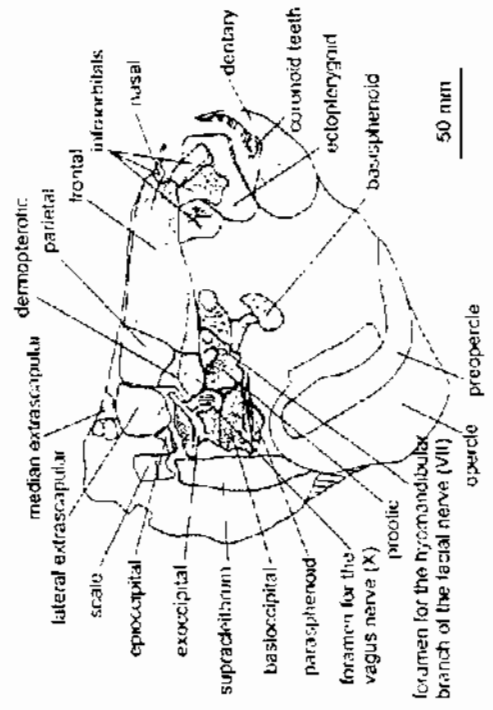 median extrascapular
lateral extrascapular
scale
epioccipital
exoccipital
supracleithrum
basioccipital
parasphenoid
foramen for the
vagus nerve (X)
prootic
foramen for the hyomandibular
branch of the facial nerve (VII)
opercle
preopercle
dermopterotic
parietal
frontal
infraorbitals
nasal
dentary
coronoid teeth
ectopterygoid
basisphenoid
50 mm